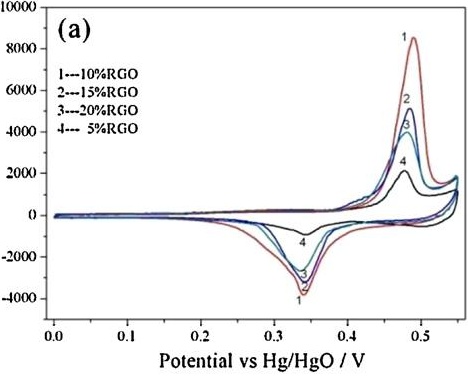 10000
(a)
8000
6000
4000
2000
0
-2000
-4000
1---10%RGO
2---15%RGO
3---20%RGO
4--- 5%RGO
1
2
3
4
4
3
2
1
0.0 0.1 0.2 0.3 0.4 0.5
Potential vs Hg/HgO / V